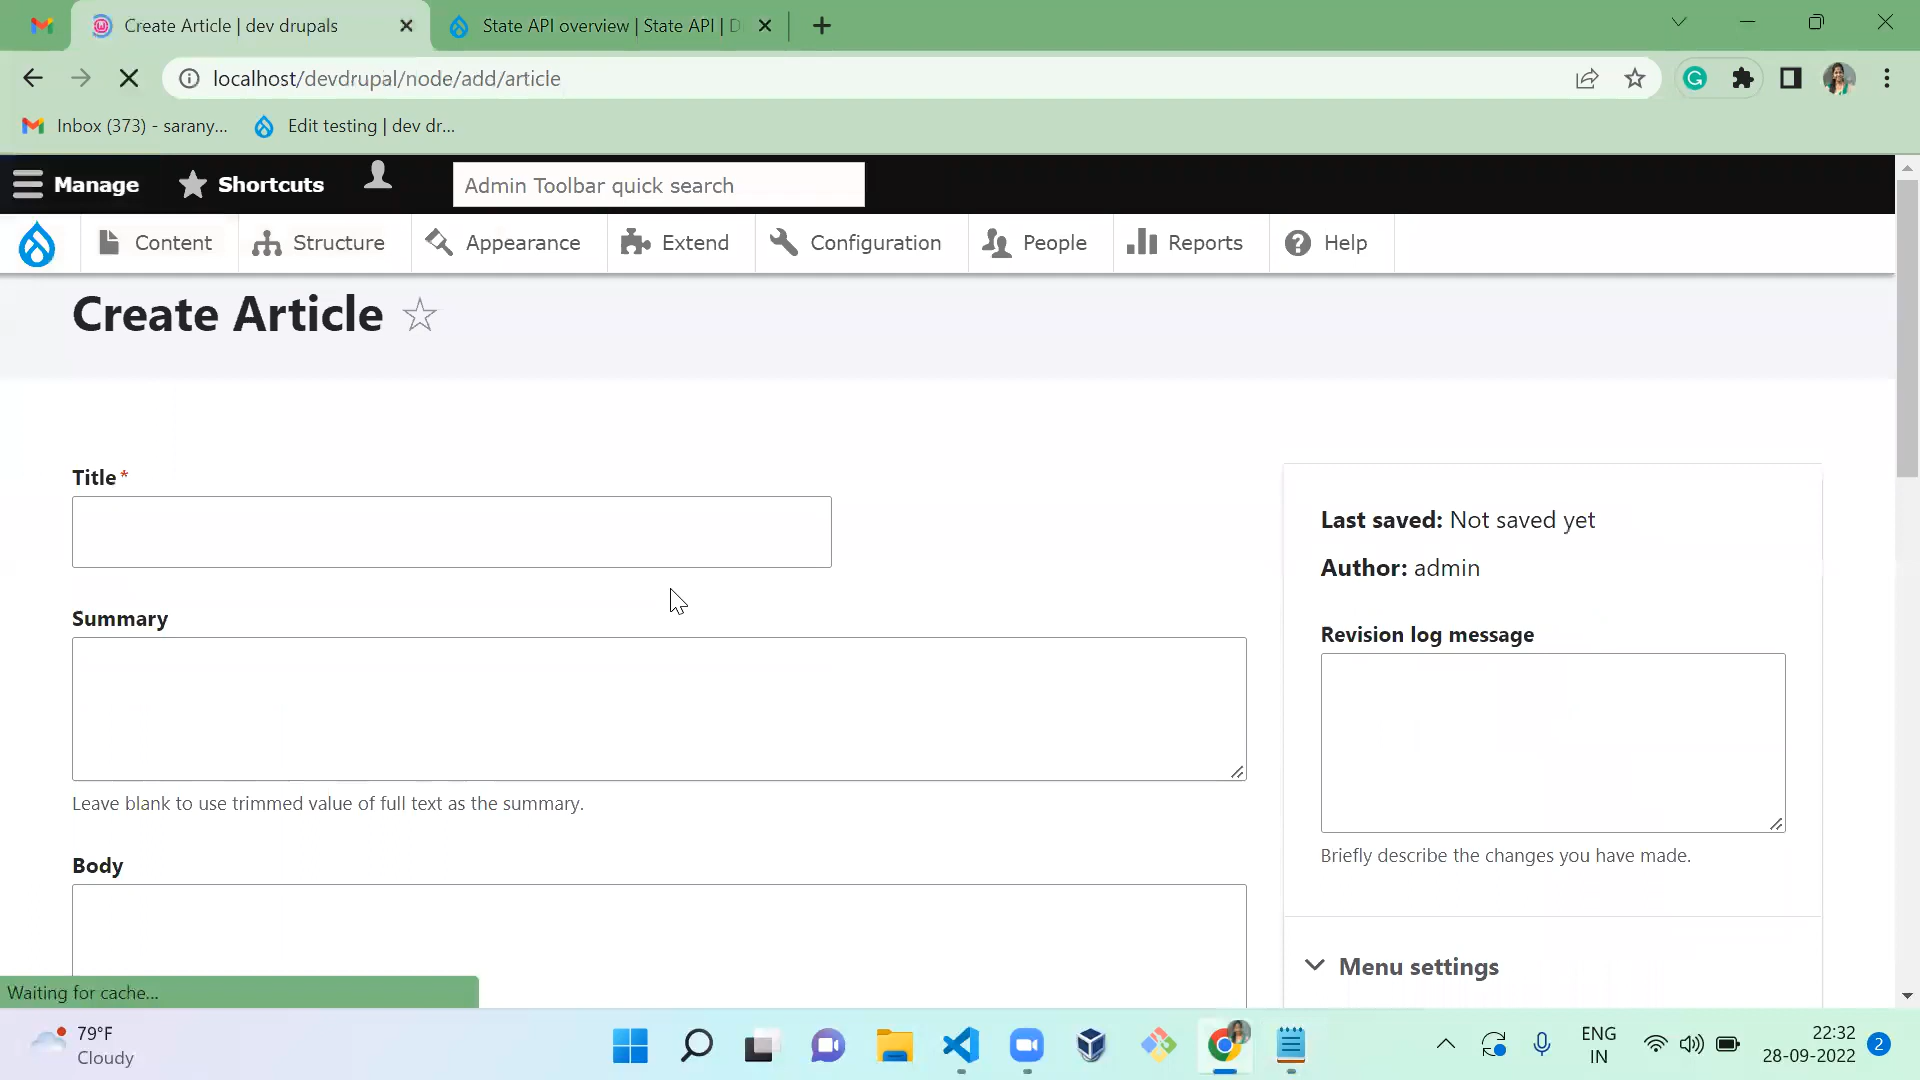 Create Article | dev drupals
State API overview | State API | D
localhost/devdrupal/node/add/article
Inbox (373) - sarany...
Edit testing | dev dr...
Manage
Shortcuts
Admin Toolbar quick search
Content
Structure
Appearance
Extend
Configuration
People
Reports
Help
Create Article
Title*
Summary
Leave blank to use trimmed value of full text as the summary.
Body
Last saved: Not saved yet
Author: admin
Revision log message
Briefly describe the changes you have made.
Menu settings
Waiting for cache...
79°F
Cloudy
ENG
IN
22:32
28-09-2022
2